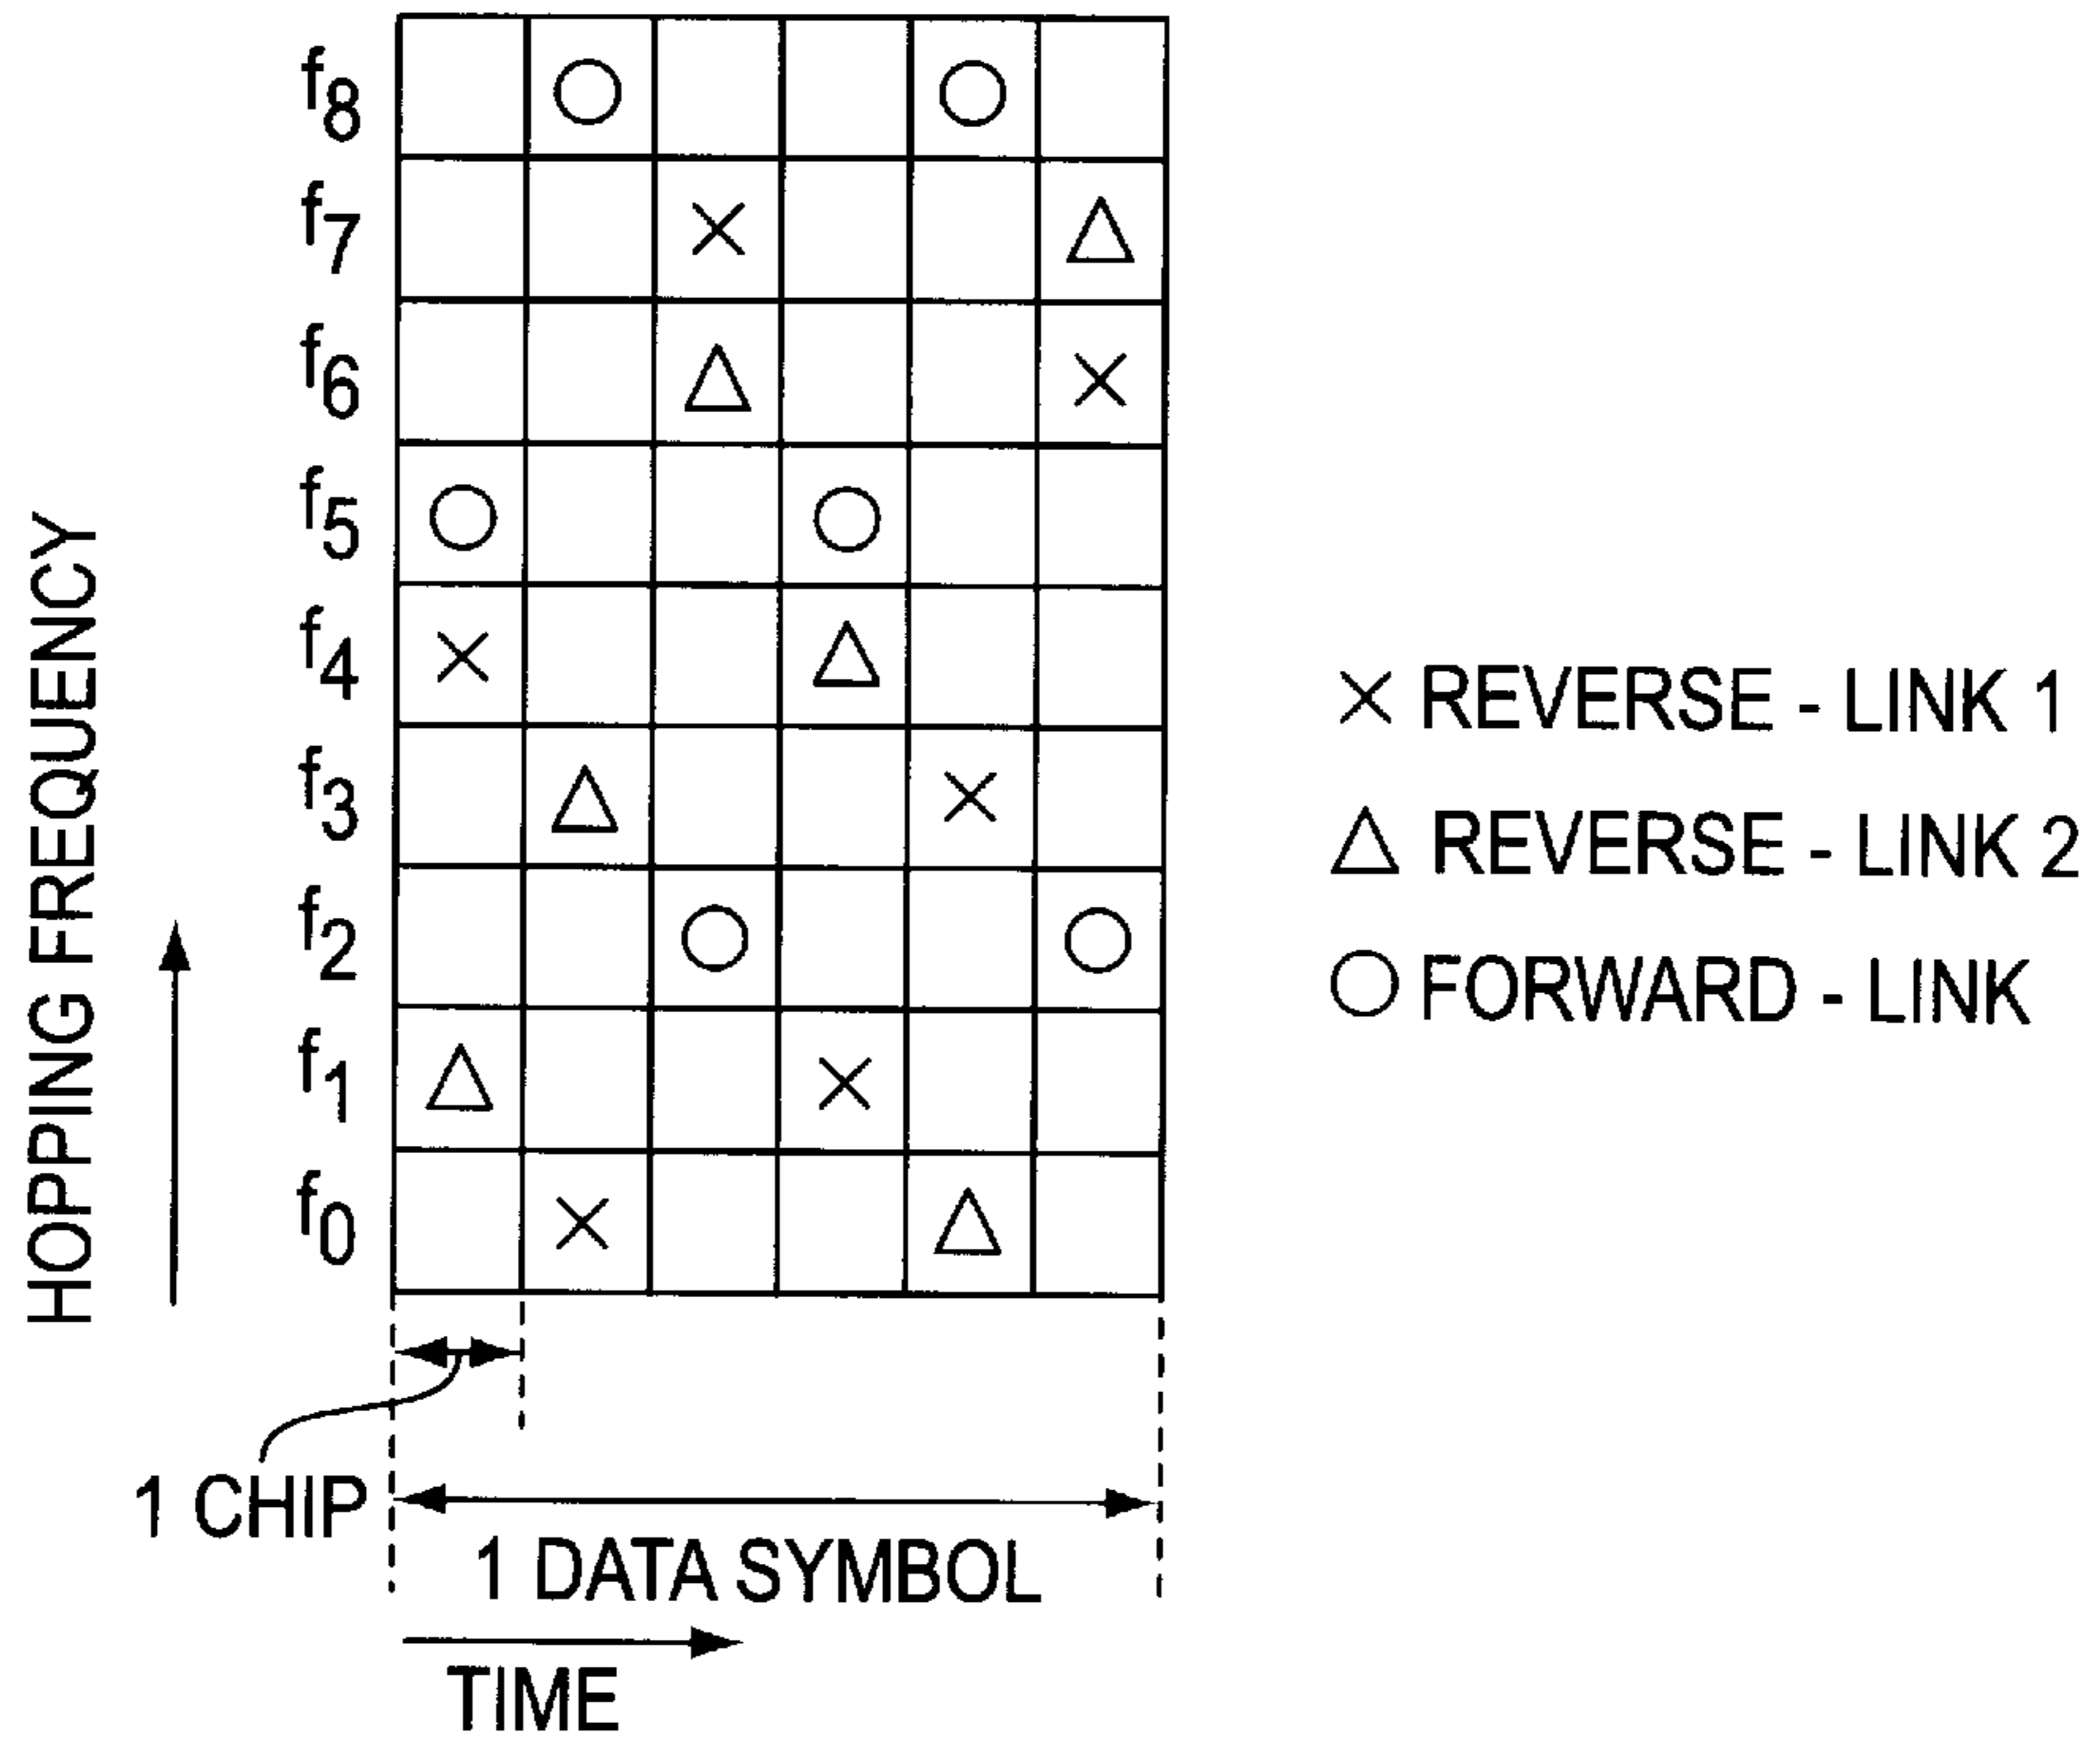 f8
f7
f6
f5
f4
f3
f2
f1
f0
HOPPING FREQUENCY
× REVERSE - LINK 1
△ REVERSE - LINK 2
○ FORWARD - LINK
1 CHIP
1 DATA SYMBOL
TIME